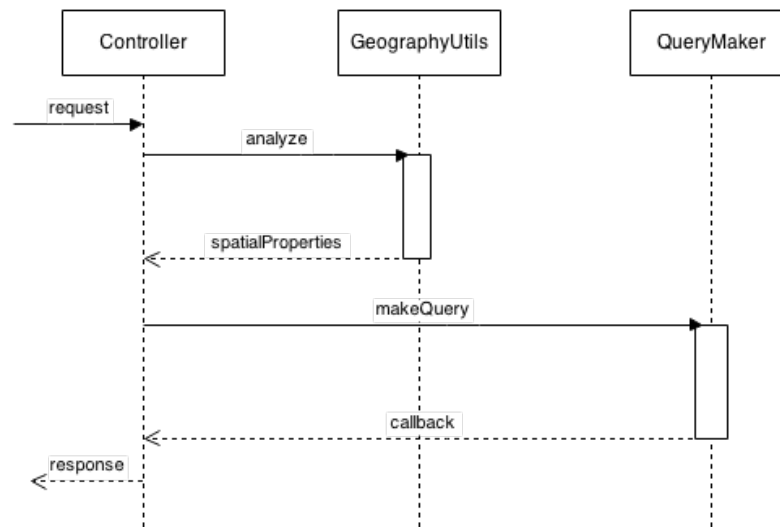 Controller
GeographyUtils
QueryMaker
request
analyze
spatialProperties
makeQuery
callback
response